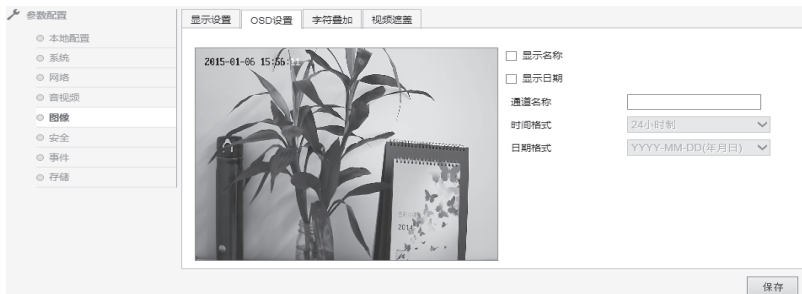 参数配置
本地配置
系统
网络
音视频
图像
安全
事件
存储
显示设置 OSD设置 字符叠加 视频遮盖
2015-01-06 15:56:
2014
显示名称
显示日期
通道名称
时间格式 24小时制
日期格式 YYYY-MM-DD(年月日)
保存